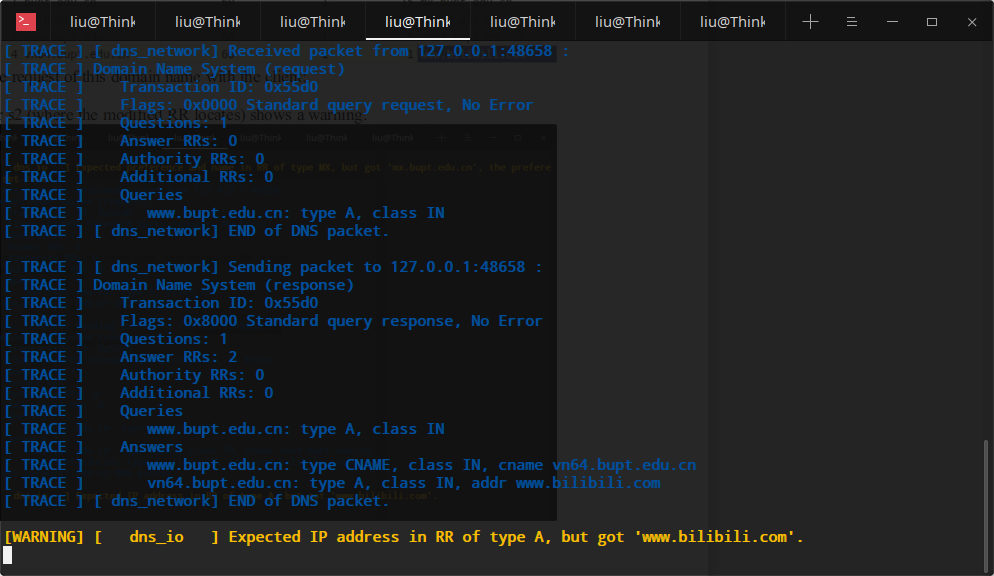 liu@Think liu@Think liu@Think liu@Think liu@Think liu@Think liu@Think
[ TRACE ] [ dns_network] Received packet from 127.0.0.1:48658 :
[ TRACE ] Domain Name System (request)
[ TRACE ] Transaction ID: 0x55d0
[ TRACE ] Flags: 0x0000 Standard query request, No Error
[ TRACE ] Questions: 1
[ TRACE ] Answer RRs: 0
[ TRACE ] Authority RRs: 0
[ TRACE ] Additional RRs: 0
[ TRACE ] Queries
[ TRACE ] www.bupt.edu.cn: type A, class IN
[ TRACE ] [ dns_network] END of DNS packet.
[ TRACE ] [ dns_network] Sending packet to 127.0.0.1:48658 :
[ TRACE ] Domain Name System (response)
[ TRACE ] Transaction ID: 0x55d0
[ TRACE ] Flags: 0x8000 Standard query response, No Error
[ TRACE ] Questions: 1
[ TRACE ] Answer RRs: 2
[ TRACE ] Authority RRs: 0
[ TRACE ] Additional RRs: 0
[ TRACE ] Queries
[ TRACE ] www.bupt.edu.cn: type A, class IN
[ TRACE ] Answers
[ TRACE ] www.bupt.edu.cn: type CNAME, class IN, cname vn64.bupt.edu.cn
[ TRACE ] vn64.bupt.edu.cn: type A, class IN, addr www.bilibili.com
[ TRACE ] [ dns_network] END of DNS packet.
[WARNING] [ dns_io ] Expected IP address in RR of type A, but got 'www.bilibili.com'.